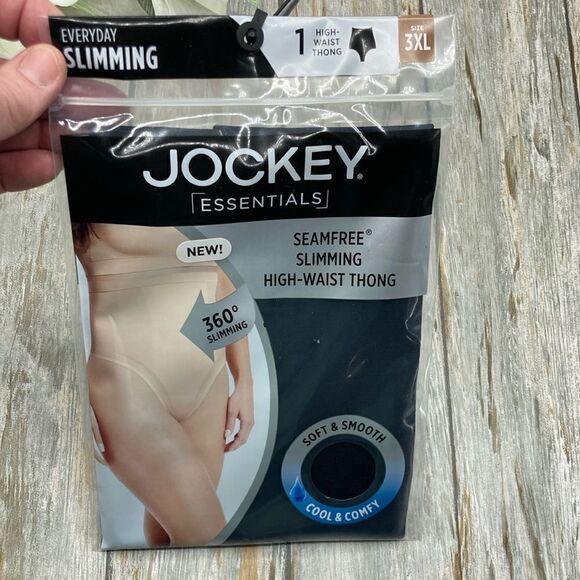 EVERYDAY
SLIMMING
1
HIGH-
WAIST
THONG
SIZE
3XL
JOCKEY®
ESSENTIALS
NEW!
SEAMFREE®
SLIMMING
HIGH-WAIST THONG
360°
SLIMMING
SOFT & SMOOTH
COOL & COMFY